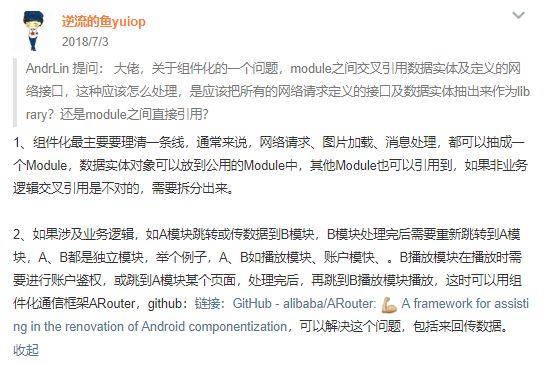 逆流的鱼yuiop
2018/7/3
AndrLin 提问： 大佬，关于组件化的一个问题，module之间交叉引用数据实体及定义的网
络接口，这种应该怎么处理，是应该把所有的网络请求定义的接口及数据实体抽出来作为lib
rary？还是module之间直接引用？
1、组件化最主要要理清一条线，通常来说，网络请求、图片加载、消息处理，都可以抽成一
个Module，数据实体对象可以放到公用的Module中，其他Module也可以引用到，如果非业务
逻辑交叉引用是不对的，需要拆分出来。
2、如果涉及业务逻辑，如A模块跳转或传数据到B模块，B模块处理完后需要重新跳转到A模
块，A、B都是独立模块，举个例子，A、B如播放模块、账户模快、。B播放模块在播放时需
要进行账户鉴权，或跳到A模块某个页面，处理完后，再跳到B播放模块播放，这时可以用组
件化通信框架ARouter，github：链接：GitHub - alibaba/ARouter: 💪 A framework for assisti
ng in the renovation of Android componentization，可以解决这个问题，包括来回传数据。
收起